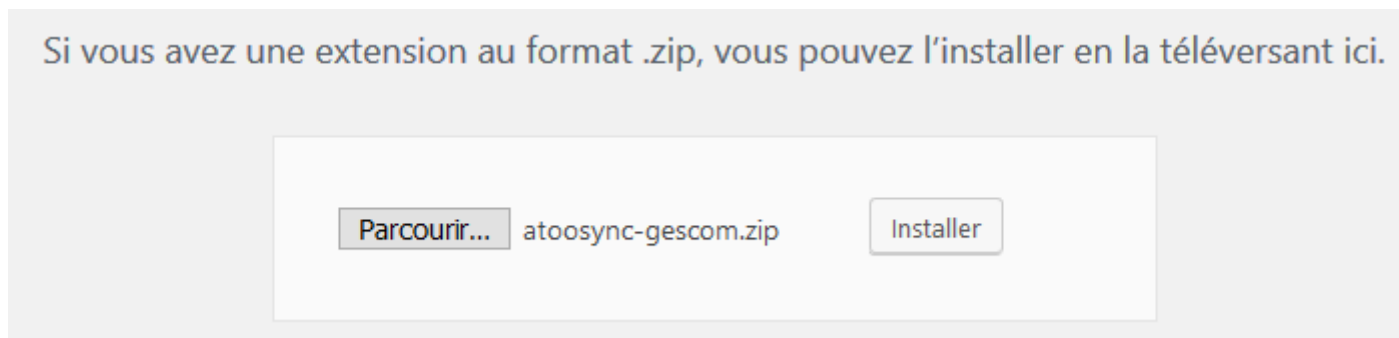 Si vous avez une extension au format .zip, vous pouvez l’installer en la téléversant ici.
Parcourir... atoosync-gescom.zip Installer